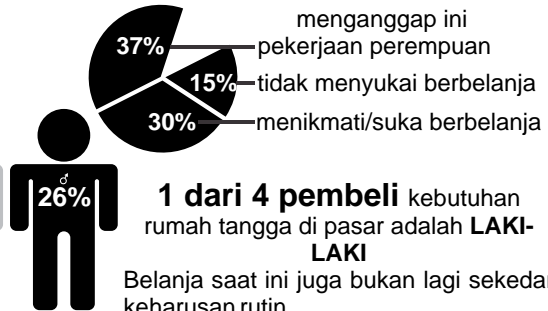 menganggap ini
37% pekerjaan perempuan
15% tidak menyukai berbelanja
30% menikmati/suka berbelanja
♂
26%
1 dari 4 pembeli kebutuhan
rumah tangga di pasar adalah LAKI-
LAKI
Belanja saat ini juga bukan lagi sekedar
keharusan rutin